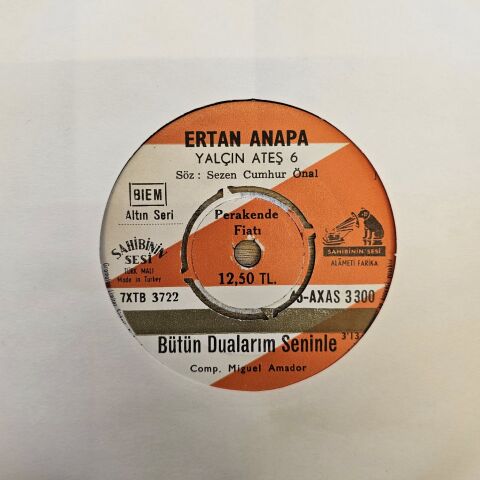 ERTAN ANAPA
YALÇIN ATEŞ 6
Söz : Sezen Cumhur Önal
BIEM
Altın Seri
Perakende
Fiatı
12,50 TL.
SAHİBİNİN
SESİ
TÜRK MALI
Made in Turkey
SAHİBİNİN SESİ
ALÂMETİ FARİKA
7XTB 3722
45-AXAS 3300
Bütün Dualarım Seninle
3'13
Comp. Miguel Amador